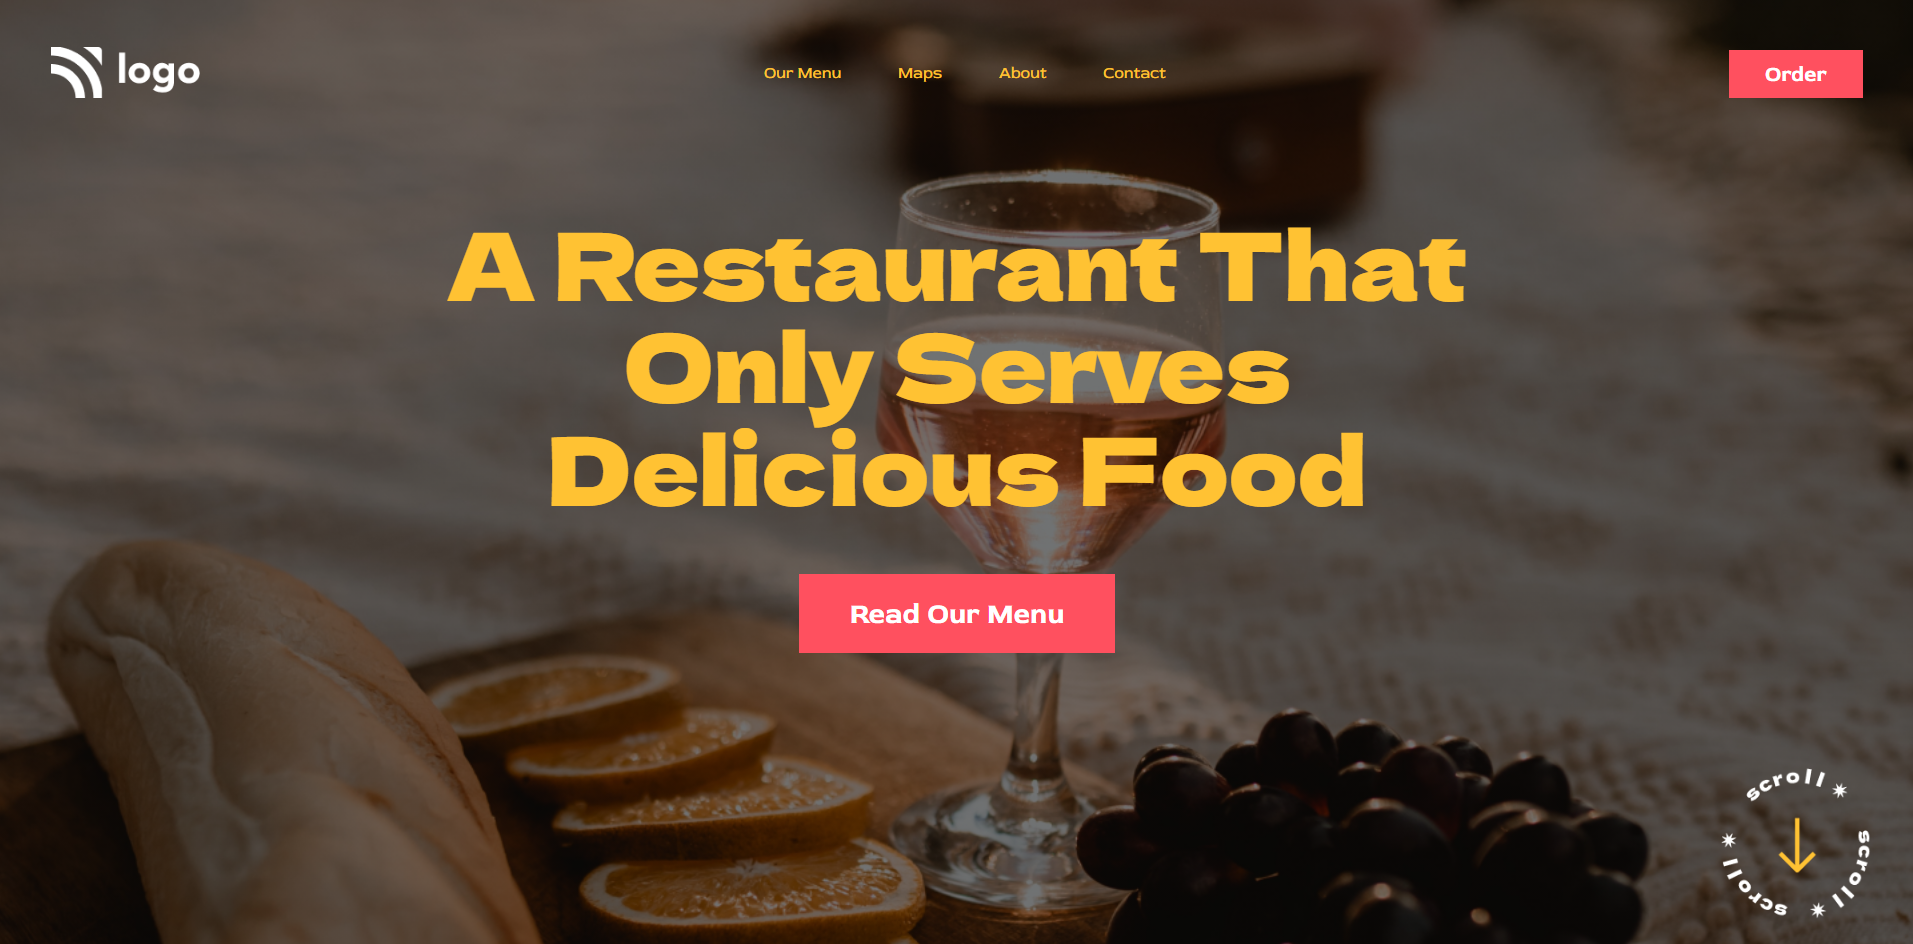 logo
Our Menu
Maps
About
Contact
Order
A Restaurant That
Only Serves
Delicious Food
Read Our Menu
scroll ✷ scroll ✷ scroll ✷